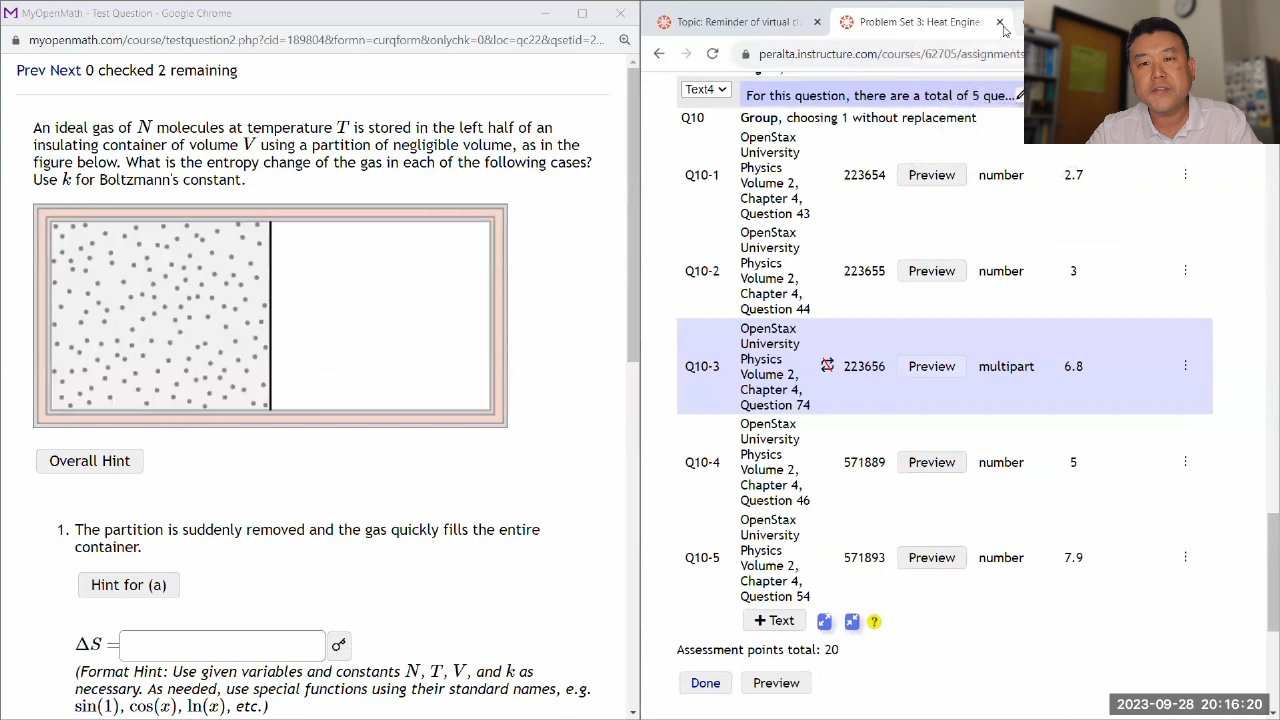 MyOpenMath - Test Question - Google Chrome
myopenmath.com/course/testquestion2.php?cid=189804&formn=curqform&onlychk=0&loc=qc22&qsetid=2...
Prev Next 0 checked 2 remaining
An ideal gas of N molecules at temperature T is stored in the left half of an
insulating container of volume V using a partition of negligible volume, as in the
figure below. What is the entropy change of the gas in each of the following cases?
Use k for Boltzmann's constant.
Overall Hint
1. The partition is suddenly removed and the gas quickly fills the entire
container.
Hint for (a)
ΔS =
(Format Hint: Use given variables and constants N, T, V, and k as
necessary. As needed, use special functions using their standard names, e.g.
sin(1), cos(x), ln(x), etc.)
Topic: Reminder of virtual cl
Problem Set 3: Heat Engine
peralta.instructure.com/courses/62705/assignments
Text4
For this question, there are a total of 5 que...
Q10 Group, choosing 1 without replacement
OpenStax
University
Physics
Q10-1 Volume 2, 223654 Preview number 2.7
Chapter 4,
Question 43
OpenStax
University
Physics
Q10-2 Volume 2, 223655 Preview number 3
Chapter 4,
Question 44
OpenStax
University
Physics
Q10-3 Volume 2, 223656 Preview multipart 6.8
Chapter 4,
Question 74
OpenStax
University
Physics
Q10-4 Volume 2, 571889 Preview number 5
Chapter 4,
Question 46
OpenStax
University
Physics
Q10-5 Volume 2, 571893 Preview number 7.9
Chapter 4,
Question 54
+ Text ?
Assessment points total: 20
Done Preview
2023-09-28 20:16:20